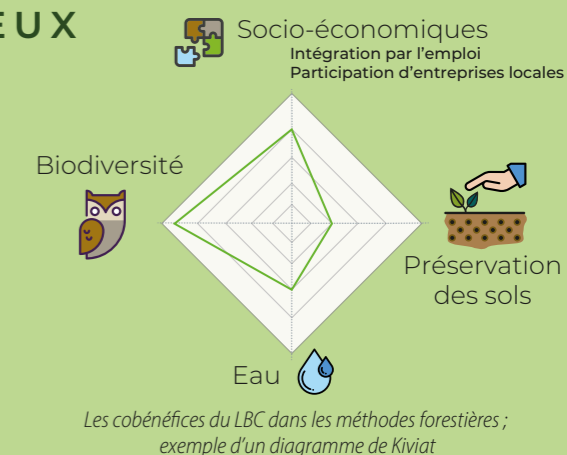 EUX
Socio-économiques
Intégration par l’emploi
Participation d’entreprises locales
Biodiversité
Préservation
des sols
Eau
Les cobénéfices du LBC dans les méthodes forestières ;
exemple d’un diagramme de Kiviat